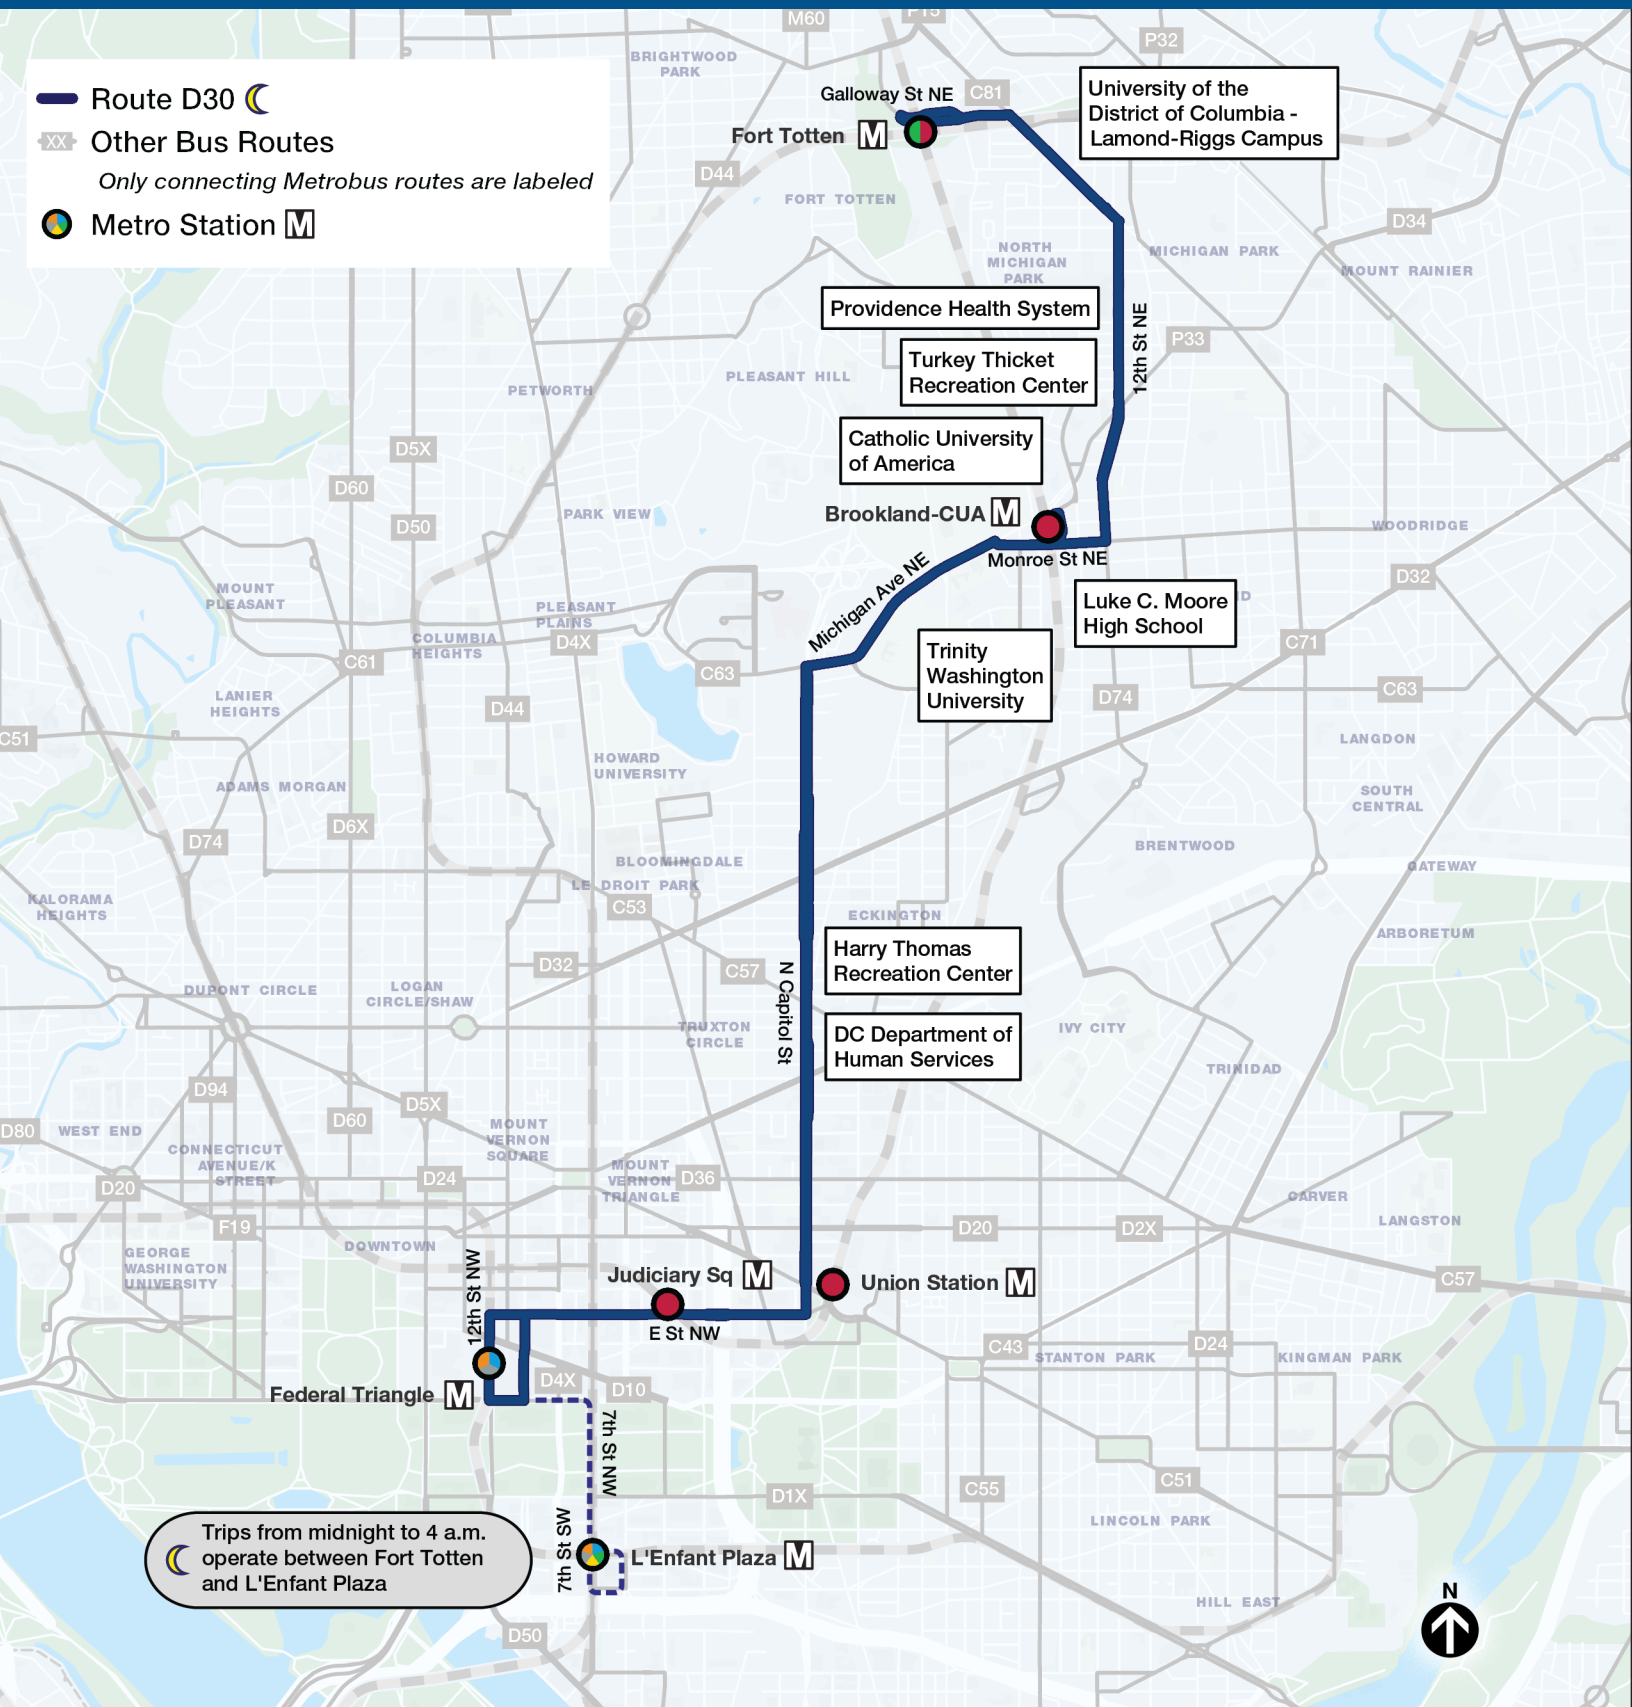 M60
P15
P32
BRIGHTWOOD
PARK
Route D30
XX Other Bus Routes
Only connecting Metrobus routes are labeled
Metro Station M
Galloway St NE
C81
Fort Totten M
University of the
District of Columbia -
Lamond-Riggs Campus
D44
FORT TOTTEN
D34
NORTH
MICHIGAN
PARK
MICHIGAN PARK
MOUNT RAINIER
Providence Health System
12th St NE
P33
Turkey Thicket
Recreation Center
PLEASANT HILL
PETWORTH
Catholic University
of America
D5X
D60
D50
PARK VIEW
Brookland-CUA M
WOODRIDGE
Monroe St NE
Michigan Ave NE
D32
MOUNT
PLEASANT
PLEASANT
PLAINS
D4X
COLUMBIA
HEIGHTS
Luke C. Moore
High School
D
C61
C63
C71
Trinity
Washington
University
D74
C63
LANIER
HEIGHTS
D44
C51
LANGDON
HOWARD
UNIVERSITY
ADAMS MORGAN
SOUTH
CENTRAL
D6X
D74
BRENTWOOD
BLOOMINGDALE
GATEWAY
LE DROIT PARK
KALORAMA
HEIGHTS
C53
ECKINGTON
ARBORETUM
Harry Thomas
Recreation Center
D32
C57
N Capitol St
DUPONT CIRCLE
LOGAN
CIRCLE/SHAW
TRUXTON
CIRCLE
DC Department of
Human Services
IVY CITY
TRINIDAD
D94
D5X
D60
D80
WEST END
MOUNT
VERNON
SQUARE
CONNECTICUT
AVENUE/K
STREET
D20
D24
MOUNT
VERNON
TRIANGLE
D36
CARVER
LANGSTON
F19
D20
D2X
DOWNTOWN
GEORGE
WASHINGTON
UNIVERSITY
12th St NW
Judiciary Sq M
Union Station M
C57
E St NW
C43
D24
STANTON PARK
KINGMAN PARK
D4X
D10
Federal Triangle M
7th St NW
C51
C55
D1X
LINCOLN PARK
Trips from midnight to 4 a.m.
operate between Fort Totten
and L'Enfant Plaza
7th St SW
L'Enfant Plaza M
HILL EAST
N
D50